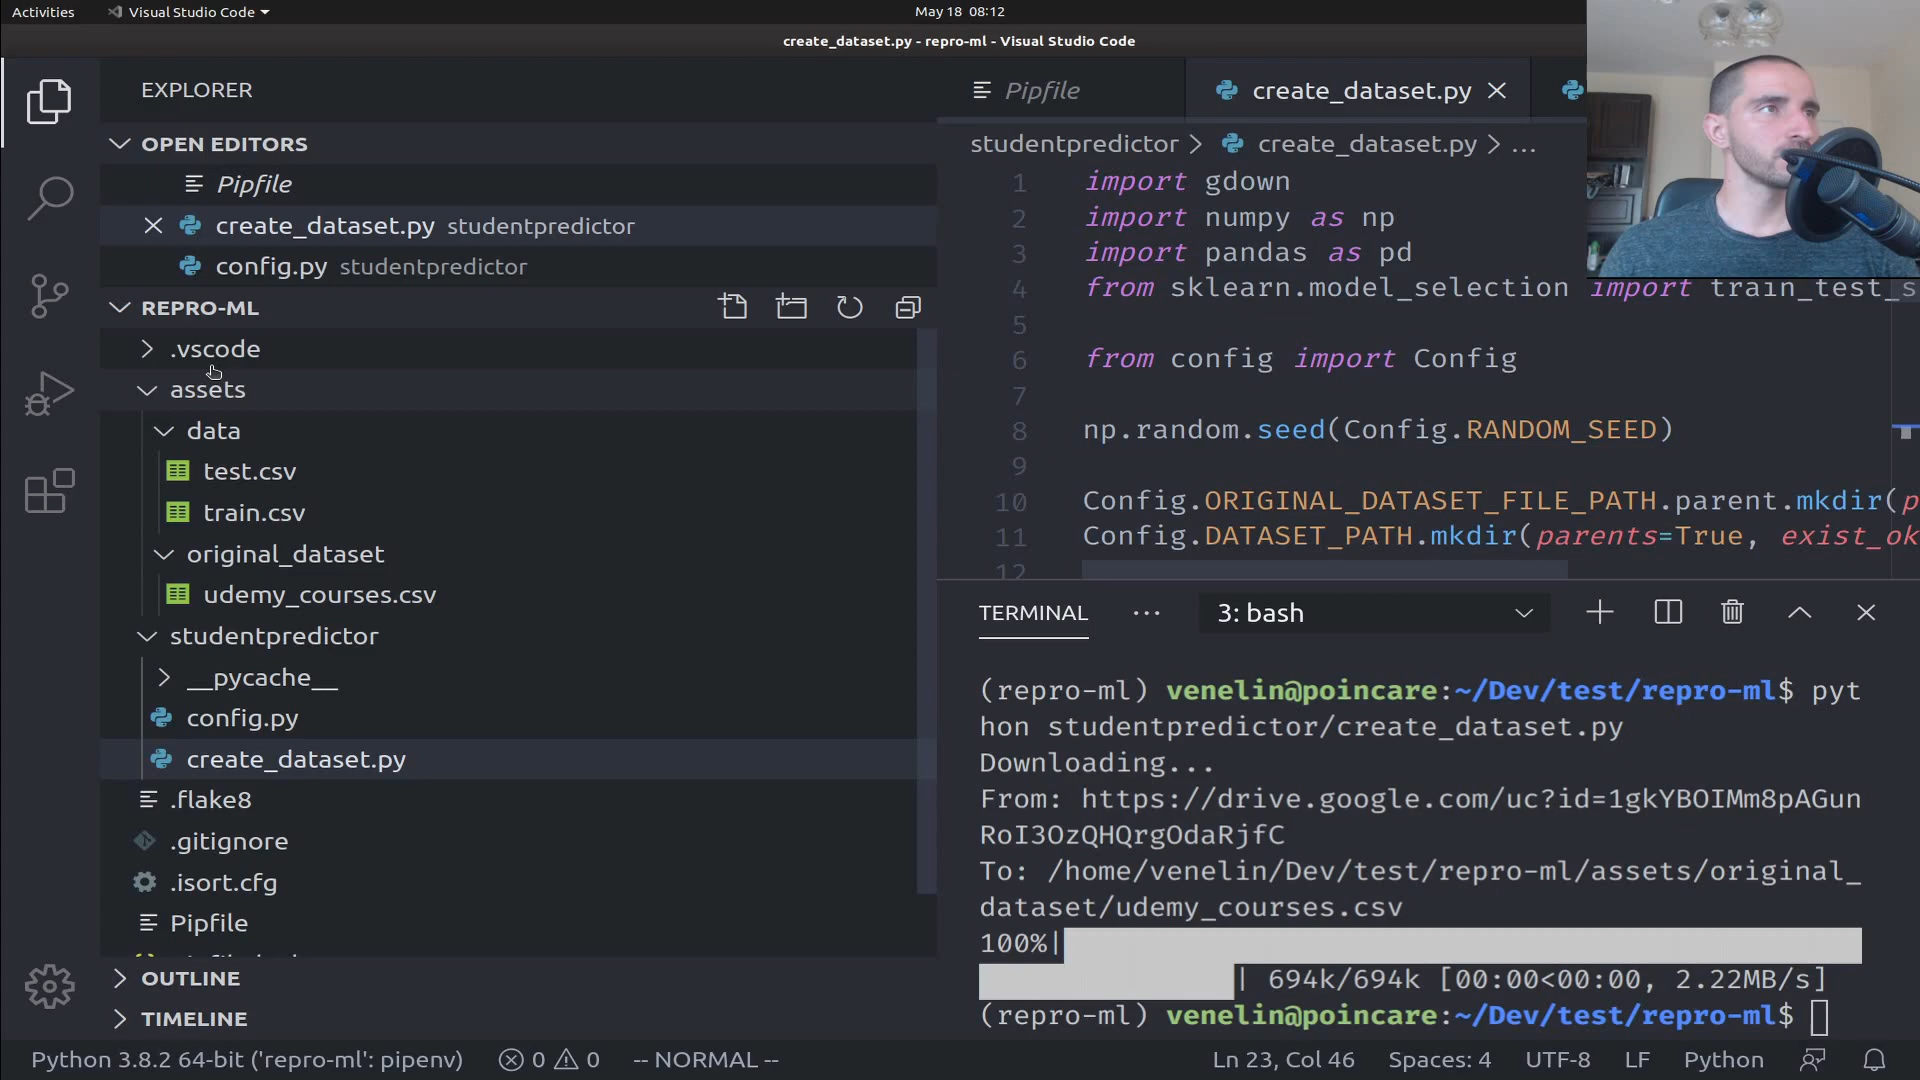 Activities
Visual Studio Code
May 18 08:12
create_dataset.py - repro-ml - Visual Studio Code
EXPLORER
OPEN EDITORS
Pipfile
create_dataset.py studentpredictor
config.py studentpredictor
REPRO-ML
.vscode
assets
data
test.csv
train.csv
original_dataset
udemy_courses.csv
studentpredictor
__pycache__
config.py
create_dataset.py
.flake8
.gitignore
.isort.cfg
Pipfile
OUTLINE
TIMELINE
Pipfile
create_dataset.py
studentpredictor > create_dataset.py > ...
1 import gdown
2 import numpy as np
3 import pandas as pd
4 from sklearn.model_selection import train_test_s
5
6 from config import Config
7
8 np.random.seed(Config.RANDOM_SEED)
9
10 Config.ORIGINAL_DATASET_FILE_PATH.parent.mkdir(p
11 Config.DATASET_PATH.mkdir(parents=True, exist_ok
12
TERMINAL
...
3: bash
(repro-ml) venelin@poincare:~/Dev/test/repro-ml$ pyt
hon studentpredictor/create_dataset.py
Downloading...
From: https://drive.google.com/uc?id=1gkYBOIMm8pAGun
RoI3OzQHQrgOdaRjfC
To: /home/venelin/Dev/test/repro-ml/assets/original_
dataset/udemy_courses.csv
100%|
| 694k/694k [00:00<00:00, 2.22MB/s]
(repro-ml) venelin@poincare:~/Dev/test/repro-ml$
Python 3.8.2 64-bit ('repro-ml': pipenv)
0
0
-- NORMAL --
Ln 23, Col 46
Spaces: 4
UTF-8
LF
Python